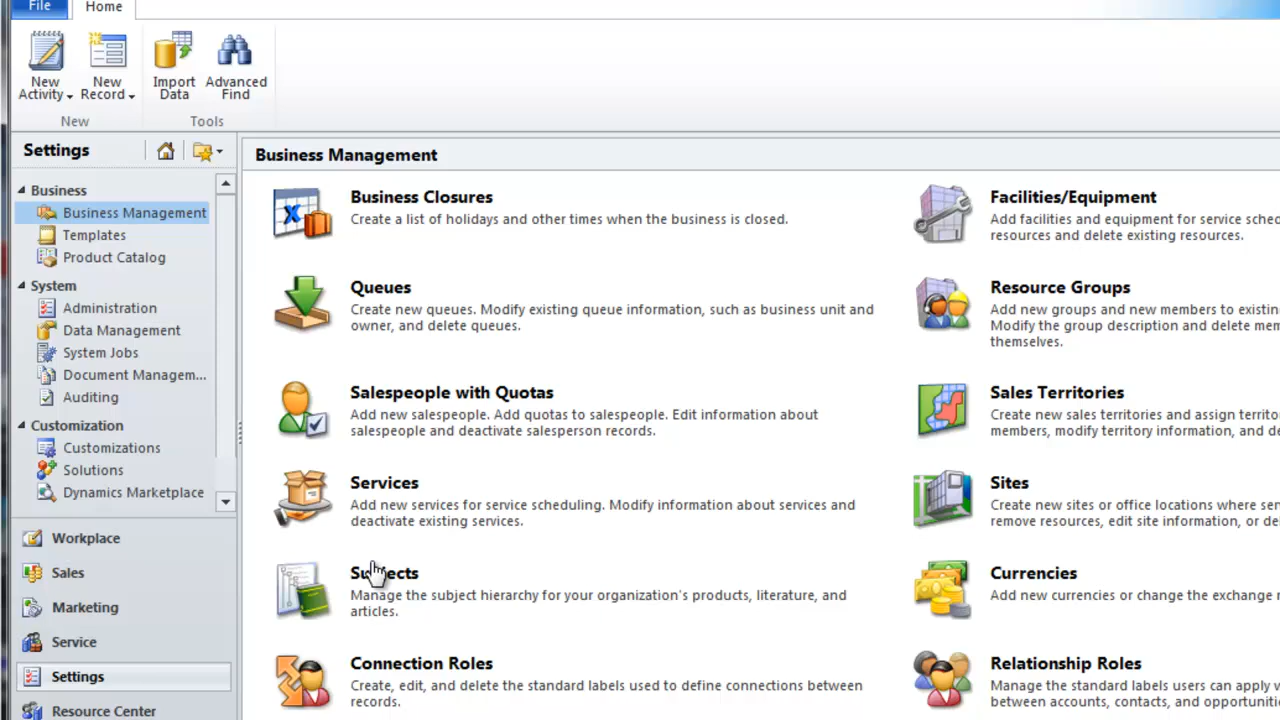 File
Home
New Activity
New Record
Import Data
Advanced Find
New
Tools
Settings
Business
Business Management
Templates
Product Catalog
System
Administration
Data Management
System Jobs
Document Managem...
Auditing
Customization
Customizations
Solutions
Dynamics Marketplace
Workplace
Sales
Marketing
Service
Settings
Resource Center
Business Management
Business Closures
Create a list of holidays and other times when the business is closed.
Facilities/Equipment
Add facilities and equipment for service
resources and delete existing resources.
Queues
Create new queues. Modify existing queue information, such as business unit and
owner, and delete queues.
Resource Groups
Add new groups and new members to
Modify the group description and delete
themselves.
Salespeople with Quotas
Add new salespeople. Add quotas to salespeople. Edit information about
salespeople and deactivate salesperson records.
Sales Territories
Create new sales territories and assign
members, modify territory information, and
Services
Add new services for service scheduling. Modify information about services and
deactivate existing services.
Sites
Create new sites or office locations where
remove resources, edit site information, or
Subjects
Manage the subject hierarchy for your organization's products, literature, and
articles.
Currencies
Add new currencies or change the exchange
Connection Roles
Create, edit, and delete the standard labels used to define connections between
records.
Relationship Roles
Manage the standard labels users can apply
between accounts, contacts, and